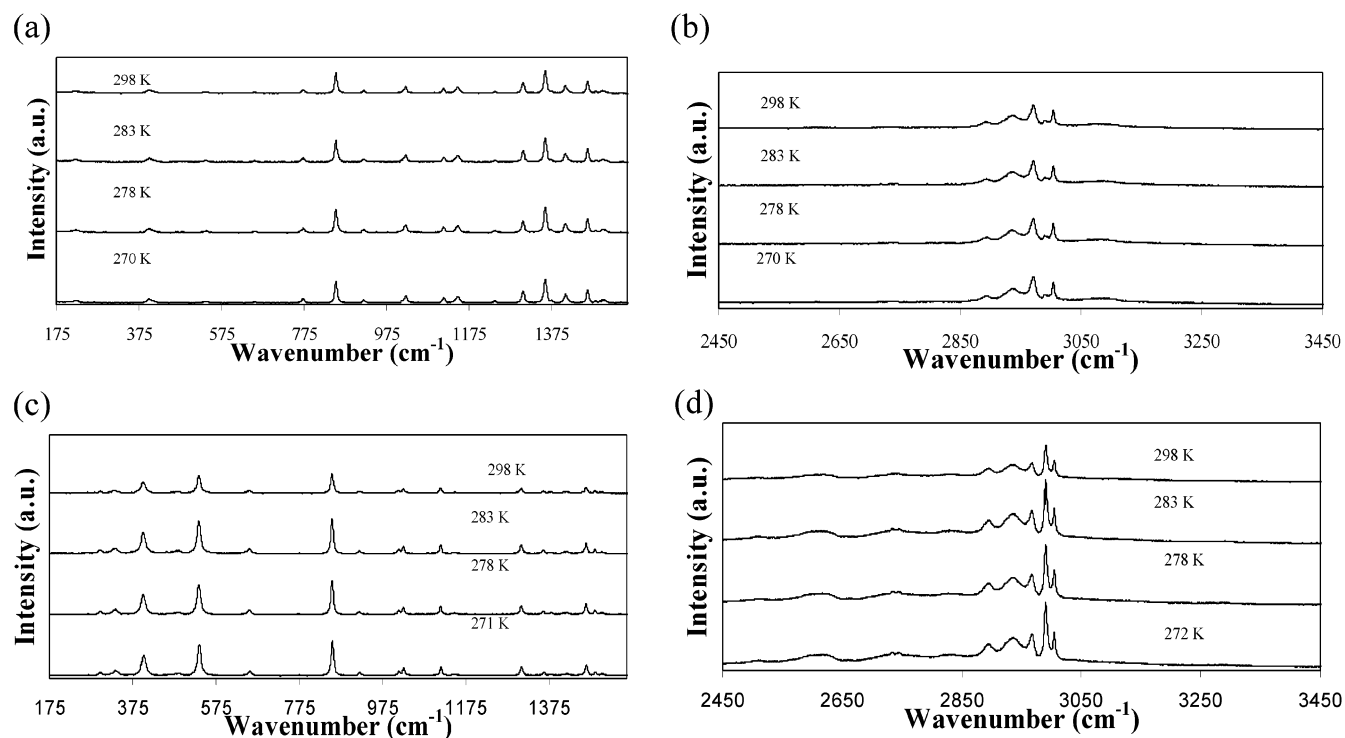 (a)
Intensity (a.u.)
298 K
283 K
278 K
270 K
175 375 575 775 975 1175 1375
Wavenumber (cm-1)
(b)
Intensity (a.u.)
298 K
283 K
278 K
270 K
2450 2650 2850 3050 3250 3450
Wavenumber (cm-1)
(c)
Intensity (a.u.)
298 K
283 K
278 K
271 K
175 375 575 775 975 1175 1375
Wavenumber (cm-1)
(d)
Intensity (a.u.)
298 K
283 K
278 K
272 K
2450 2650 2850 3050 3250 3450
Wavenumber (cm-1)